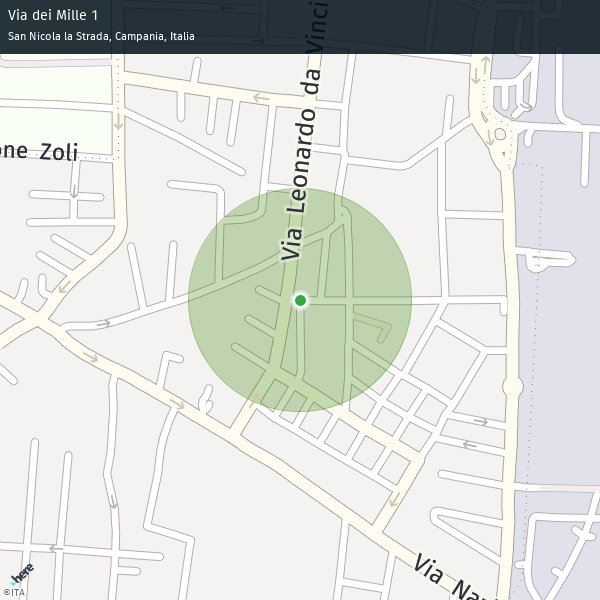 Via dei Mille 1
San Nicola la Strada, Campania, Italia
one Zoli
Via Leonardo da Vinci
Via Na
here
©ITA